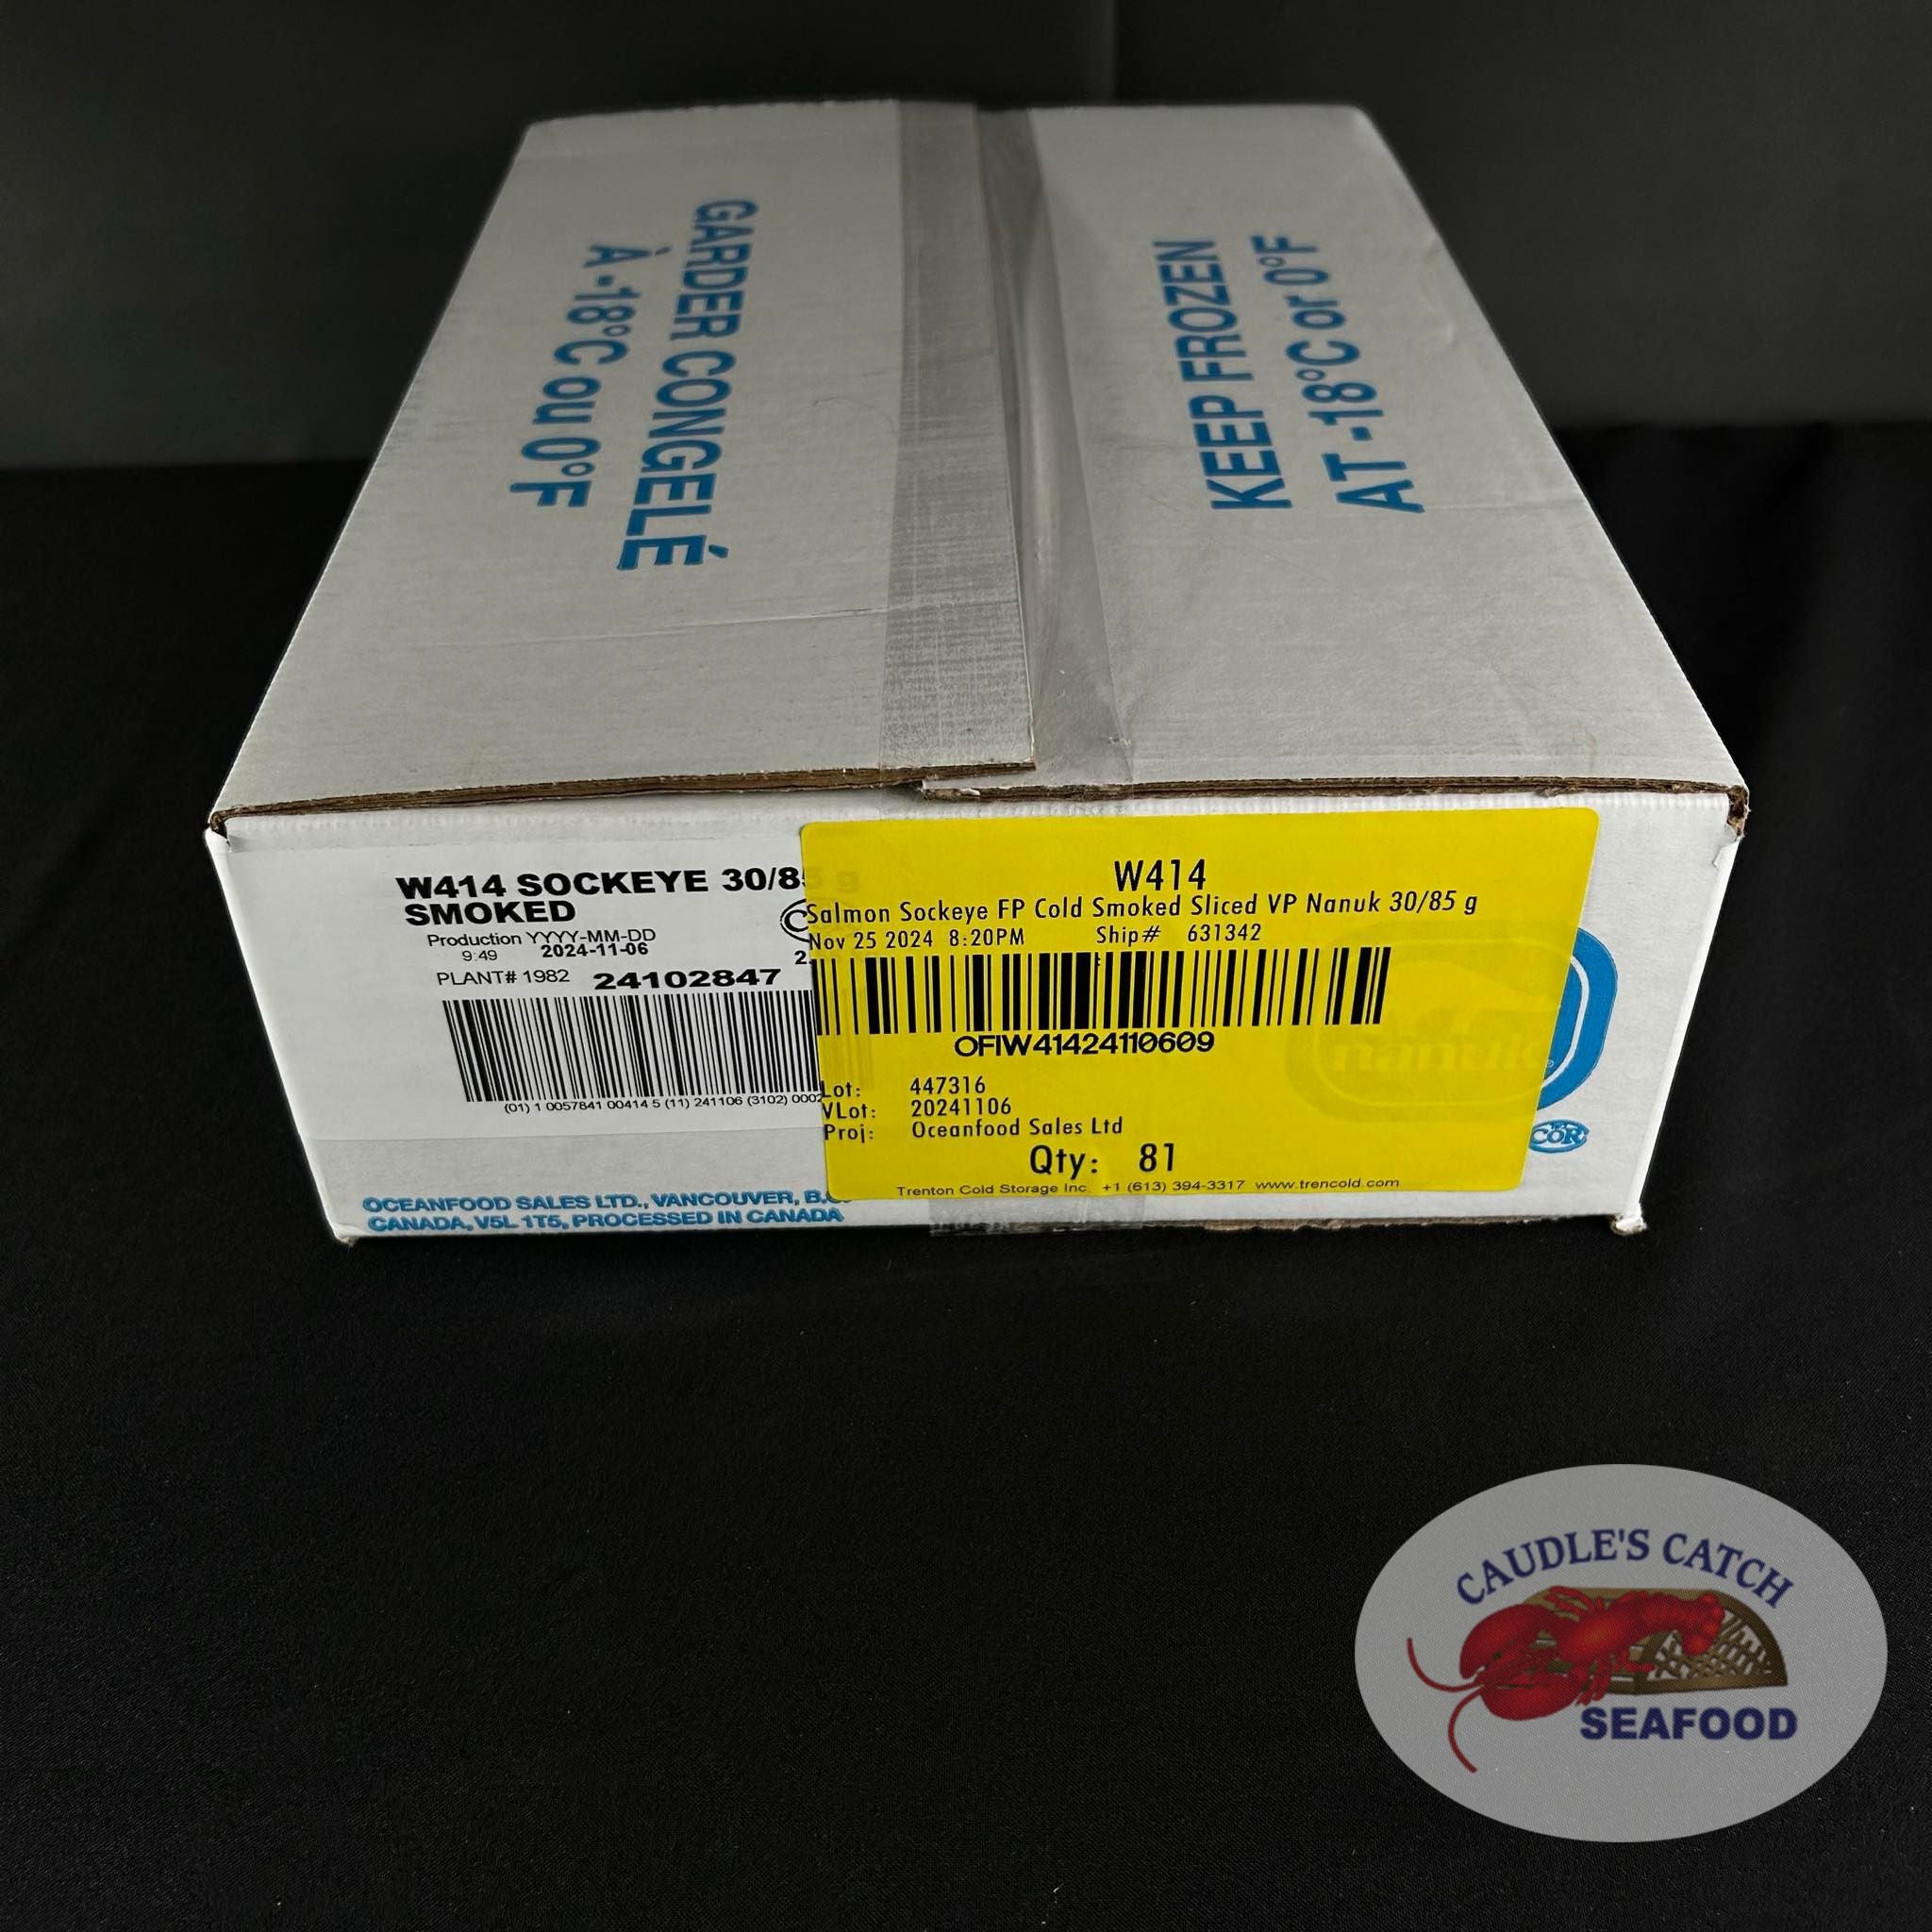 GARDER CONGELÉ
À -18°C ou 0°F
KEEP FROZEN
AT -18°C or 0°F
W414 SOCKEYE 30/85 g
SMOKED
Production YYYY-MM-DD
9:49 2024-11-06
PLANT# 1982 24102847
(01) 1 0057841 00414 5 (11) 241106 (3102) 0002
OCEANFOOD SALES LTD., VANCOUVER, B.C.
CANADA, V5L 1T5, PROCESSED IN CANADA
W414
Salmon Sockeye FP Cold Smoked Sliced VP Nanuk 30/85 g
Nov 25 2024 8:20PM Ship# 631342
OFIW41424110609
Lot: 447316
VLot: 20241106
Proj: Oceanfood Sales Ltd
Qty: 81
Trenton Cold Storage Inc +1 (613) 394-3317 www.trencold.com
nanuk
COR
CAUDLE'S CATCH
SEAFOOD